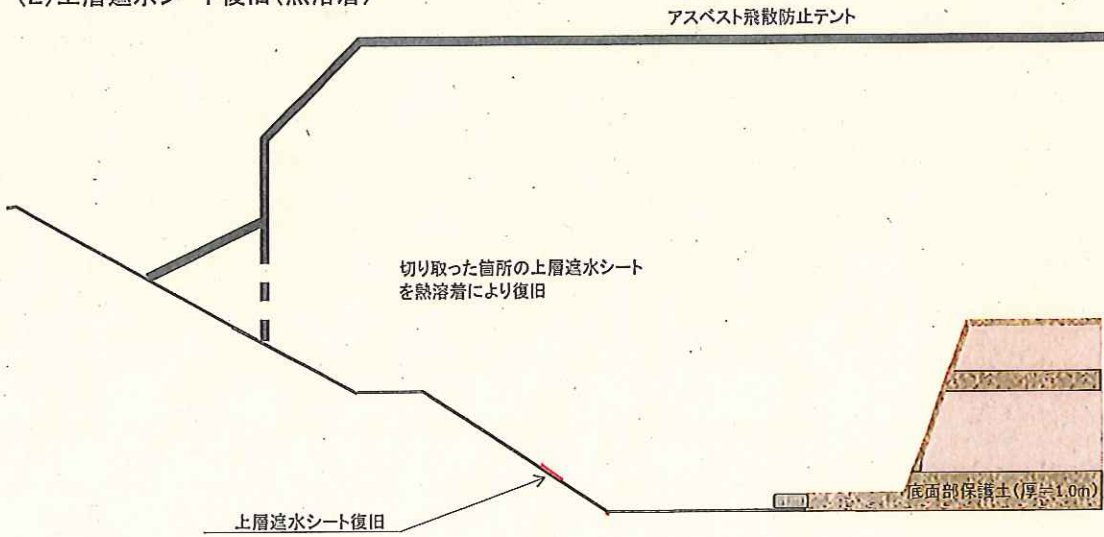 (2)上層遮水シート復旧(熱溶着)
アスベスト飛散防止テント
切り取った箇所の上層遮水シート
を熱溶着により復旧
底面部保護土(厚=1.0m)
上層遮水シート復旧